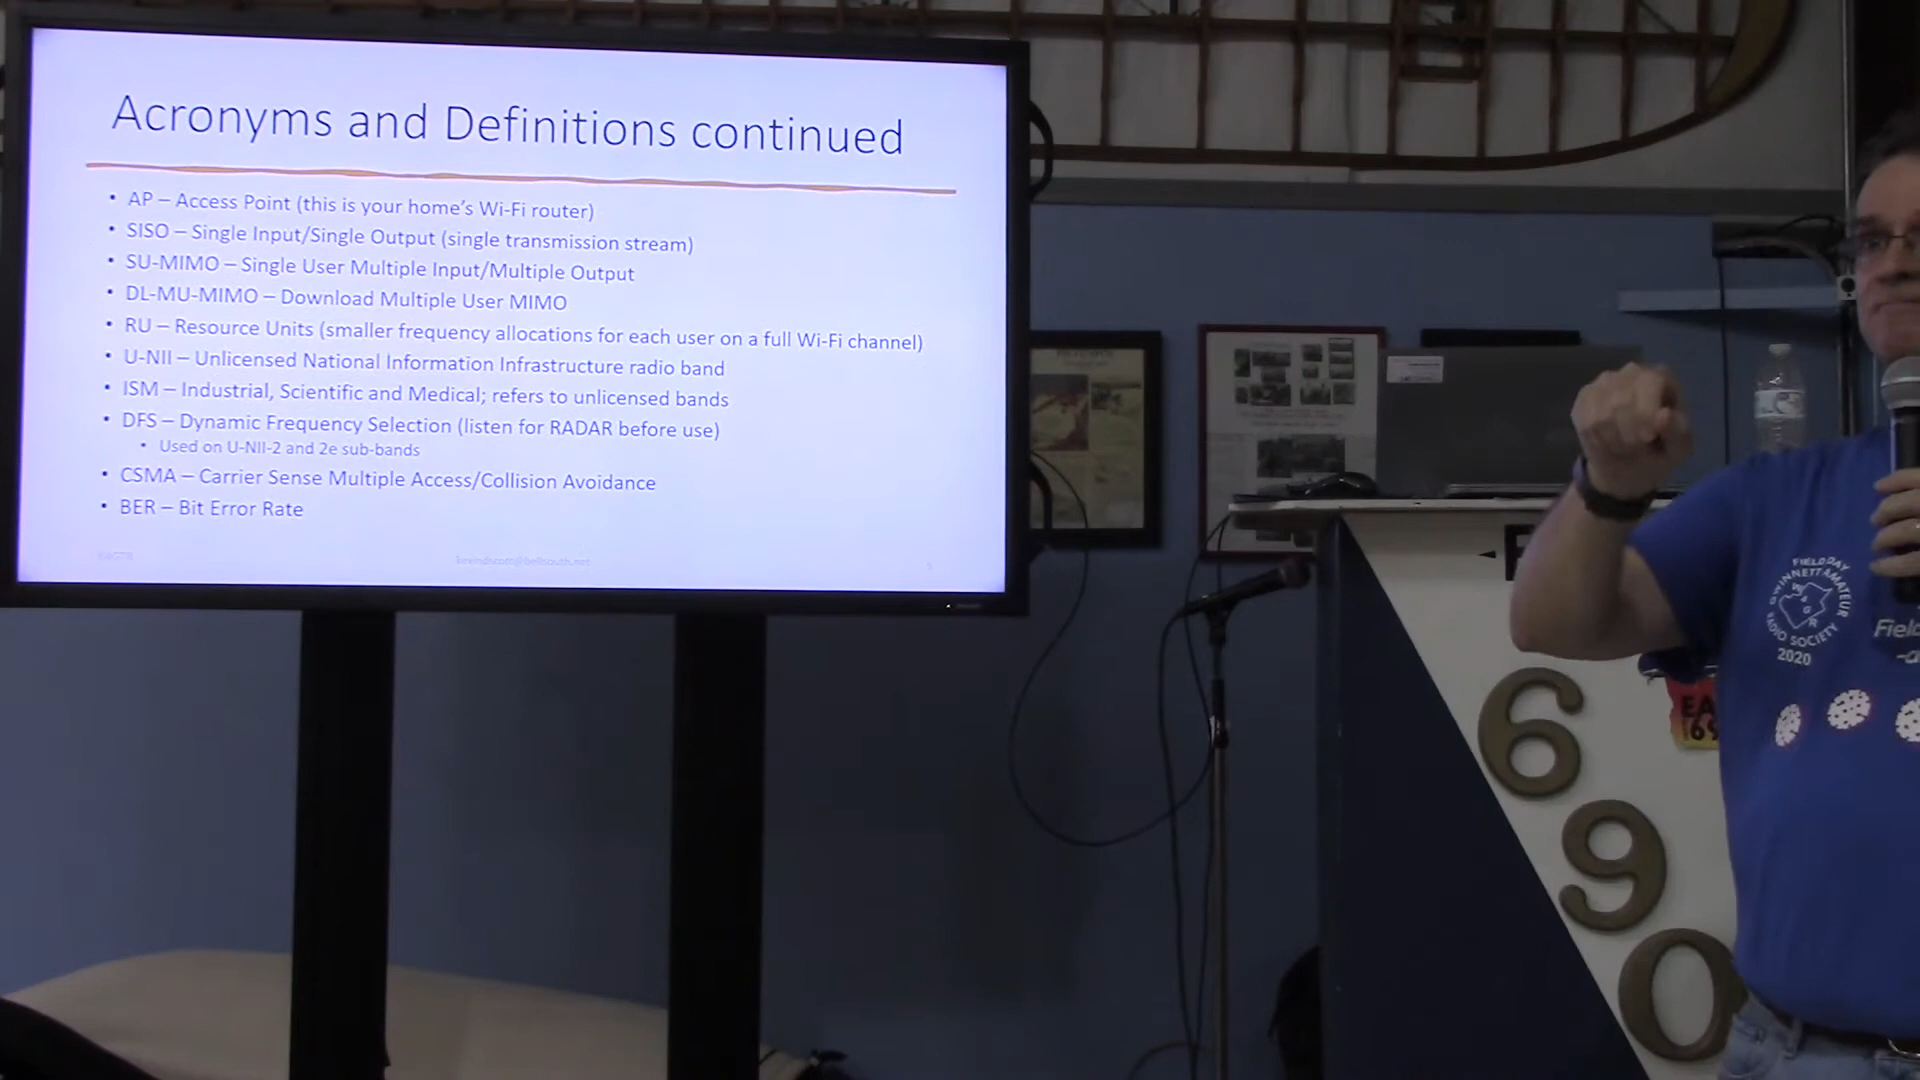 Acronyms and Definitions continued
• AP – Access Point (this is your home's Wi-Fi router)
• SISO – Single Input/Single Output (single transmission stream)
• SU-MIMO – Single User Multiple Input/Multiple Output
• DL-MU-MIMO – Download Multiple User MIMO
• RU – Resource Units (smaller frequency allocations for each user on a full Wi-Fi channel)
• U-NII – Unlicensed National Information Infrastructure radio band
• ISM – Industrial, Scientific and Medical; refers to unlicensed bands
• DFS – Dynamic Frequency Selection (listen for RADAR before use)
• Used on U-NII-2 and 2e sub-bands
• CSMA – Carrier Sense Multiple Access/Collision Avoidance
• BER – Bit Error Rate
5
FIELD DAY
GWINNETT AMATEUR
RADIO SOCIETY
2020
Field
EA
69
690